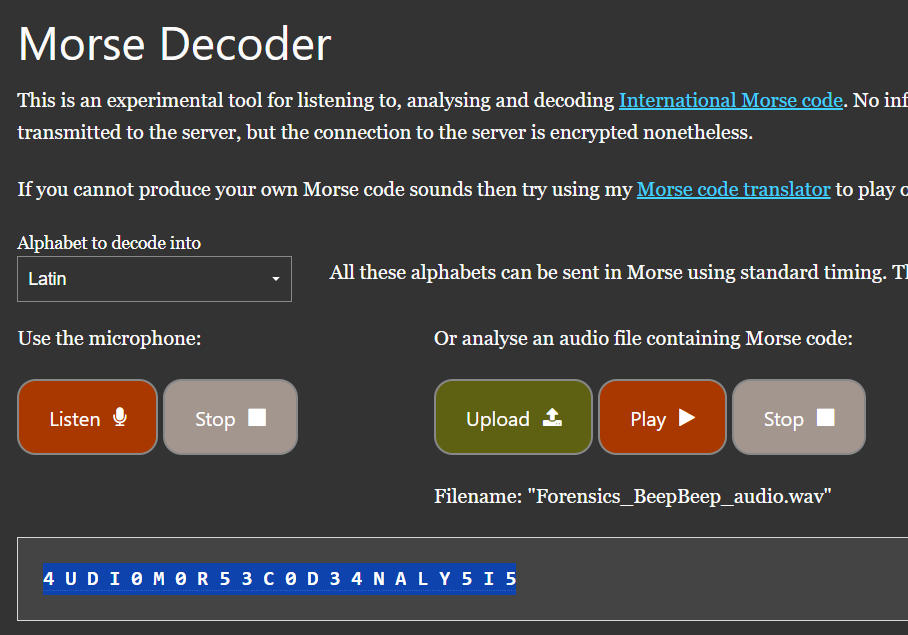 Morse Decoder
This is an experimental tool for listening to, analysing and decoding International Morse code. No inf
transmitted to the server, but the connection to the server is encrypted nonetheless.
If you cannot produce your own Morse code sounds then try using my Morse code translator to play o
Alphabet to decode into
Latin
All these alphabets can be sent in Morse using standard timing. Th
Use the microphone:
Or analyse an audio file containing Morse code:
Listen Stop
Upload Play Stop
Filename: "Forensics_BeepBeep_audio.wav"
4 U D I 0 M 0 R 5 3 C 0 D 3 4 N A L Y 5 I 5